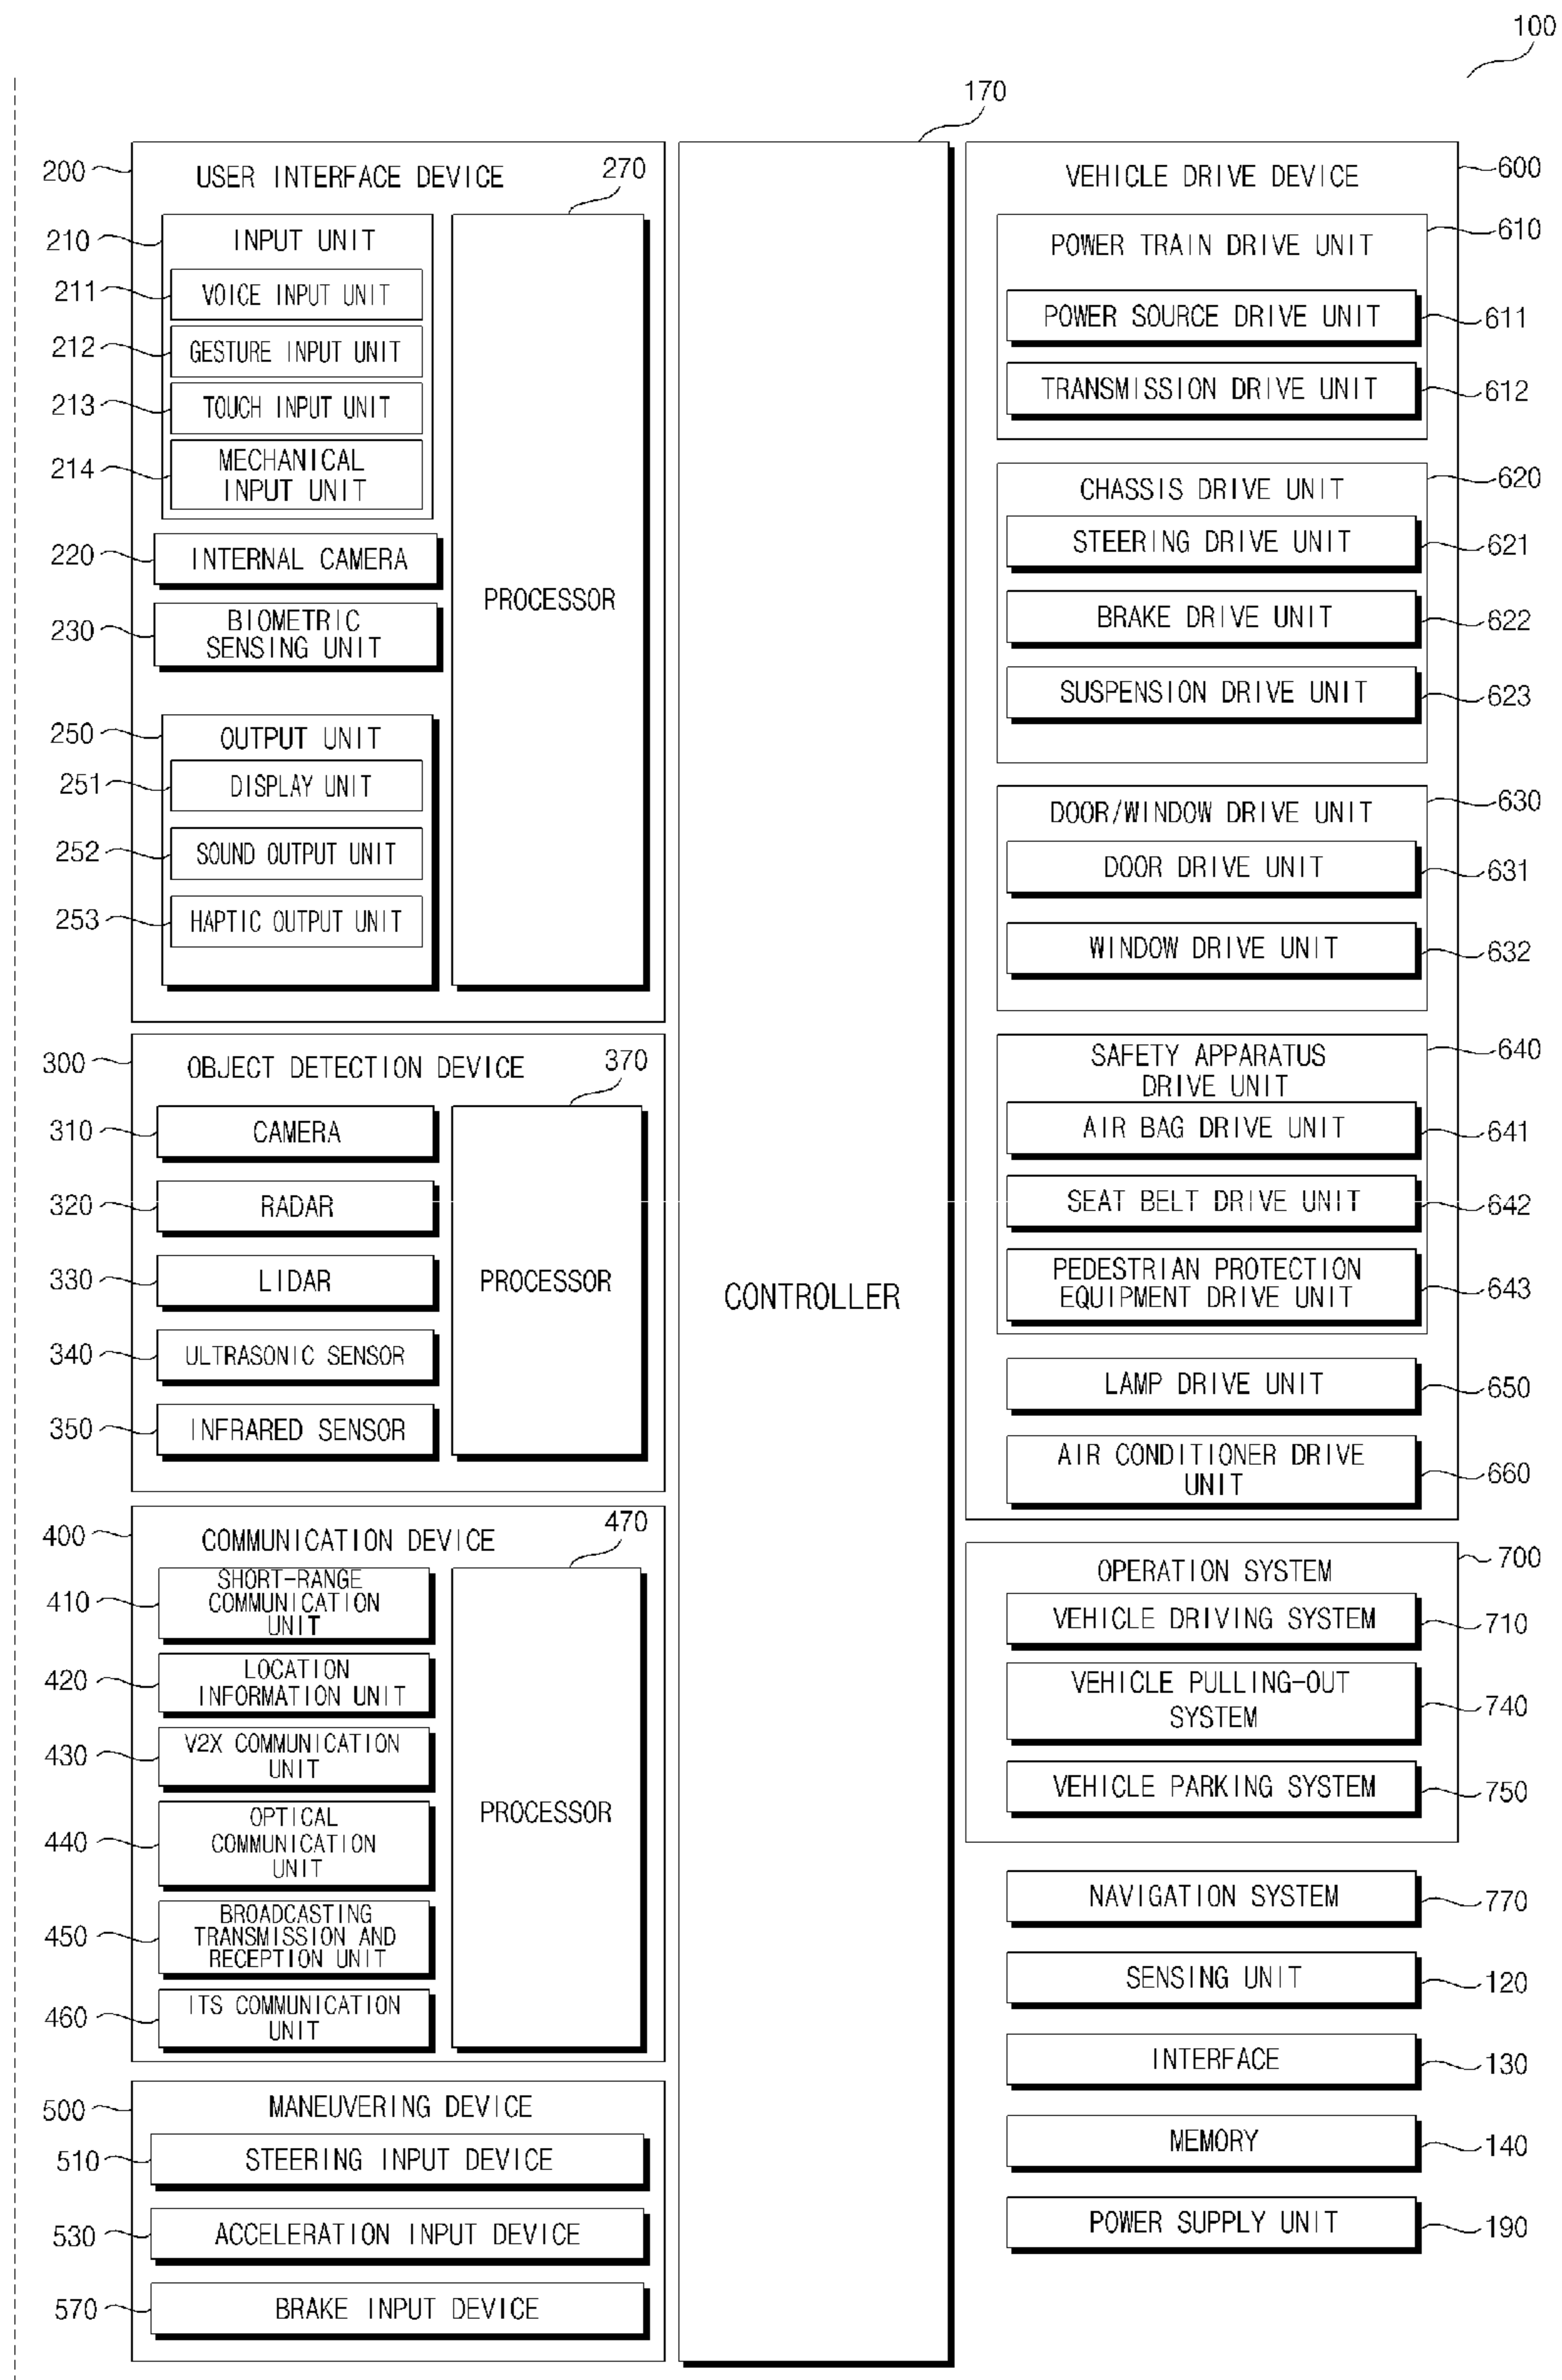 100
170
200
USER INTERFACE DEVICE
270
210
INPUT UNIT
211
VOICE INPUT UNIT
212
GESTURE INPUT UNIT
213
TOUCH INPUT UNIT
214
MECHANICAL
INPUT UNIT
220
INTERNAL CAMERA
230
BIOMETRIC
SENSING UNIT
PROCESSOR
250
OUTPUT UNIT
251
DISPLAY UNIT
252
SOUND OUTPUT UNIT
253
HAPTIC OUTPUT UNIT
300
OBJECT DETECTION DEVICE
370
310
CAMERA
320
RADAR
330
LIDAR
PROCESSOR
340
ULTRASONIC SENSOR
350
INFRARED SENSOR
400
COMMUNICATION DEVICE
470
410
SHORT-RANGE
COMMUNICATION
UNIT
420
LOCATION
INFORMATION UNIT
430
V2X COMMUNICATION
UNIT
PROCESSOR
440
OPTICAL
COMMUNICATION
UNIT
450
BROADCASTING
TRANSMISSION AND
RECEPTION UNIT
460
ITS COMMUNICATION
UNIT
500
MANEUVERING DEVICE
510
STEERING INPUT DEVICE
530
ACCELERATION INPUT DEVICE
570
BRAKE INPUT DEVICE
CONTROLLER
VEHICLE DRIVE DEVICE
600
POWER TRAIN DRIVE UNIT
610
POWER SOURCE DRIVE UNIT
611
TRANSMISSION DRIVE UNIT
612
CHASSIS DRIVE UNIT
620
STEERING DRIVE UNIT
621
BRAKE DRIVE UNIT
622
SUSPENSION DRIVE UNIT
623
DOOR/WINDOW DRIVE UNIT
630
DOOR DRIVE UNIT
631
WINDOW DRIVE UNIT
632
SAFETY APPARATUS
DRIVE UNIT
640
AIR BAG DRIVE UNIT
641
SEAT BELT DRIVE UNIT
642
PEDESTRIAN PROTECTION
EQUIPMENT DRIVE UNIT
643
LAMP DRIVE UNIT
650
AIR CONDITIONER DRIVE
UNIT
660
OPERATION SYSTEM
700
VEHICLE DRIVING SYSTEM
710
VEHICLE PULLING-OUT
SYSTEM
740
VEHICLE PARKING SYSTEM
750
NAVIGATION SYSTEM
770
SENSING UNIT
120
INTERFACE
130
MEMORY
140
POWER SUPPLY UNIT
190